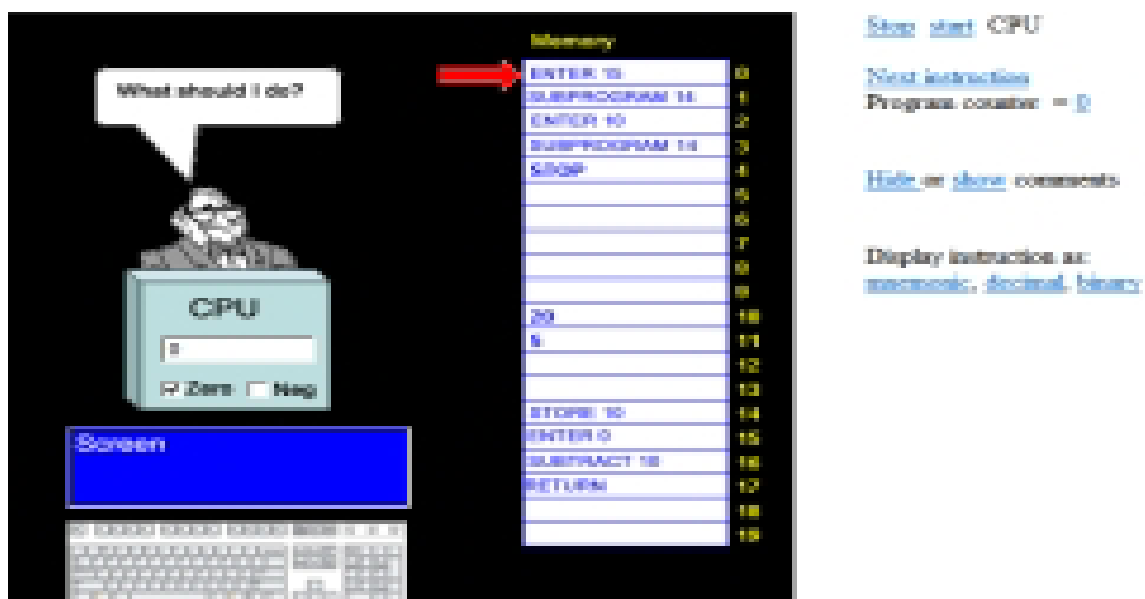 Memory
What should I do?
ENTER 15 0
SUBPROGRAM 14 1
ENTER 10 2
SUBPROGRAM 14 3
STOP 4
5
6
7
8
9
20 10
5 11
12
13
STORE 10 14
ENTER 0 15
SUBTRACT 10 16
RETURN 17
18
19
CPU
0
Zero Neg
Screen
Stop start CPU
Next instruction
Program counter = 0
Hide or show comments
Display instruction as:
mnemonic, decimal, binary